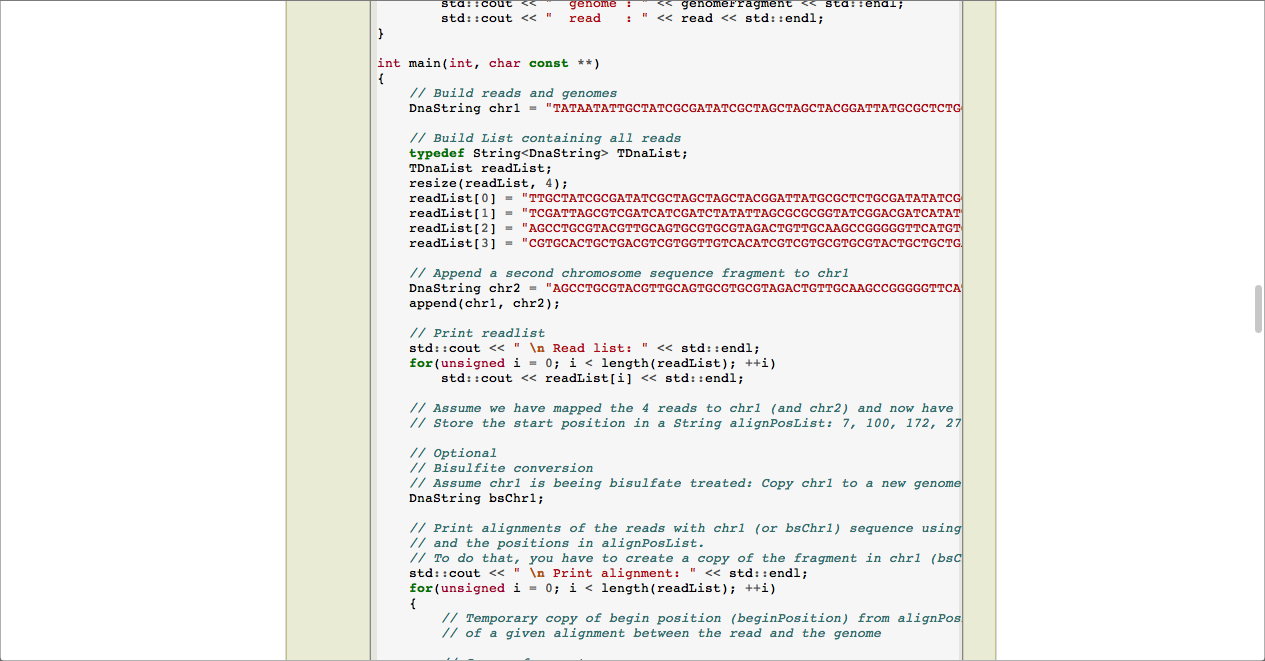 std::cout << "  genome : " << genomeFragment << std::endl;
std::cout << "  read   : " << read << std::endl;
}
int main(int, char const **)
{
// Build reads and genomes
DnaString chr1 = "TATAATATTGCTATCGCGATATCGCTAGCTAGCTACGGATTATGCGCTCTG
// Build List containing all reads
typedef String<DnaString> TDnaList;
TDnaList readList;
resize(readList, 4);
readList[0] = "TTGCTATCGCGATATCGCTAGCTAGCTACGGATTATGCGCTCTGCGATATATCG
readList[1] = "TCGATTAGCGTCGATCATCGATCTATATTAGCGCGCGGTATCGGACGATCATAT
readList[2] = "AGCCTGCGTACGTTGCAGTGCGTGCGTAGACTGTTGCAAGCCGGGGGTTCATGT
readList[3] = "CGTGCACTGCTGACGTCGTGGTTGTCACATCGTCGTGCGTGCGTACTGCTGCTG
// Append a second chromosome sequence fragment to chr1
DnaString chr2 = "AGCCTGCGTACGTTGCAGTGCGTGCGTAGACTGTTGCAAGCCGGGGGTTCA
append(chr1, chr2);
// Print readlist
std::cout << " \n Read list: " << std::endl;
for(unsigned i = 0; i < length(readList); ++i)
std::cout << readList[i] << std::endl;
// Assume we have mapped the 4 reads to chr1 (and chr2) and now have
// Store the start position in a String alignPosList: 7, 100, 172, 27
// Optional
// Bisulfite conversion
// Assume chr1 is beeing bisulfate treated: Copy chr1 to a new genome
DnaString bsChr1;
// Print alignments of the reads with chr1 (or bsChr1) sequence using
// and the positions in alignPosList.
// To do that, you have to create a copy of the fragment in chr1 (bsC
std::cout << " \n Print alignment: " << std::endl;
for(unsigned i = 0; i < length(readList); ++i)
{
// Temporary copy of begin position (beginPosition) from alignPos
// of a given alignment between the read and the genome